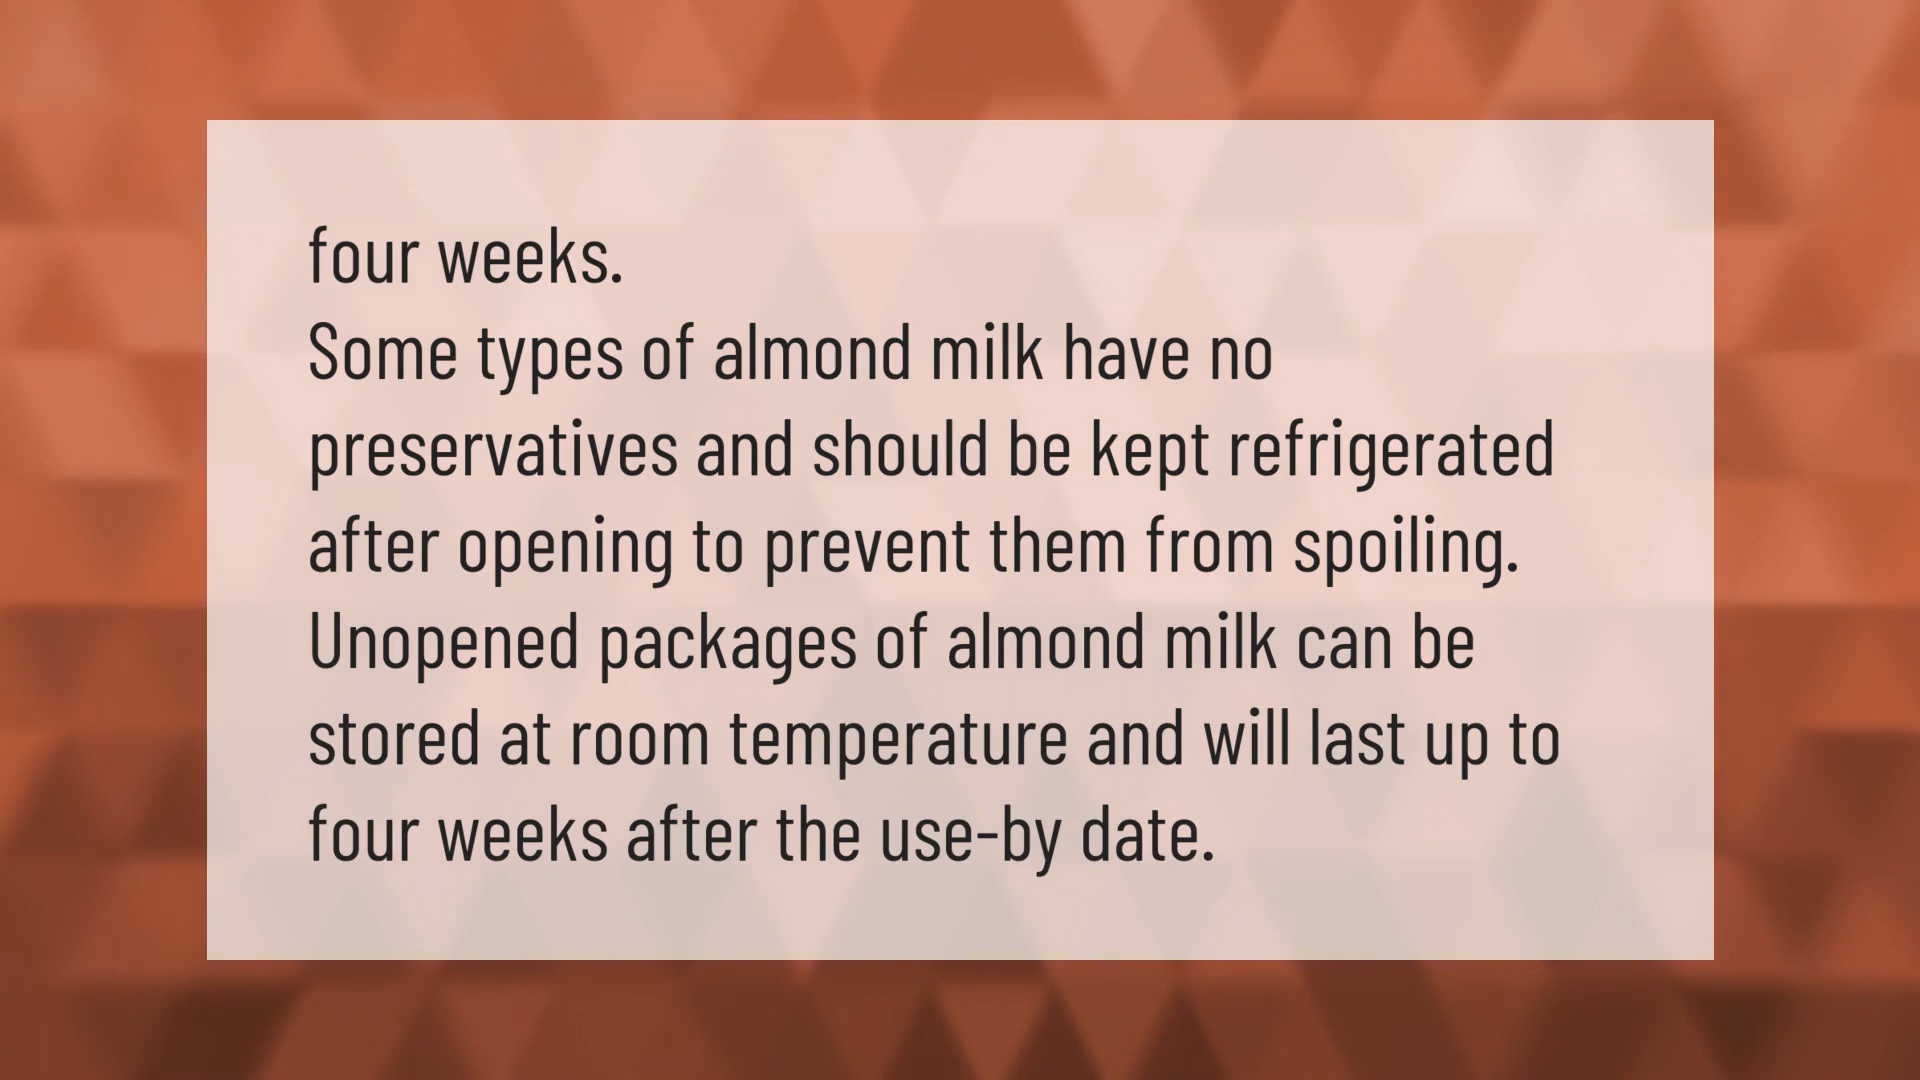 four weeks.
Some types of almond milk have no
preservatives and should be kept refrigerated
after opening to prevent them from spoiling.
Unopened packages of almond milk can be
stored at room temperature and will last up to
four weeks after the use-by date.